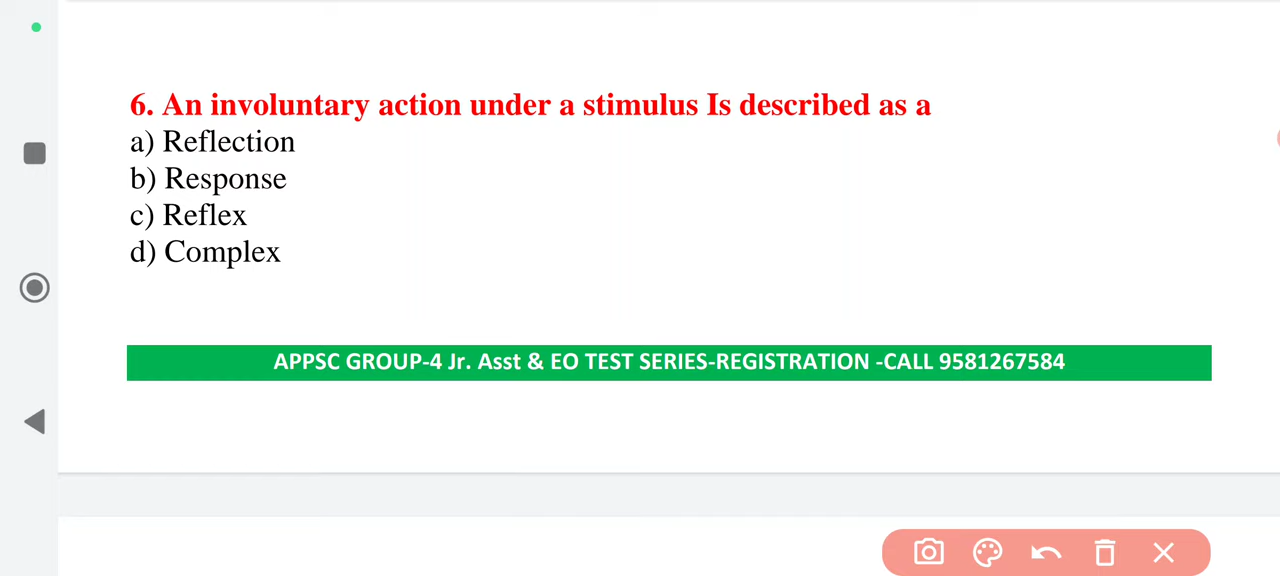 6. An involuntary action under a stimulus Is described as a
a) Reflection
b) Response
c) Reflex
d) Complex
APPSC GROUP-4 Jr. Asst & EO TEST SERIES-REGISTRATION -CALL 9581267584